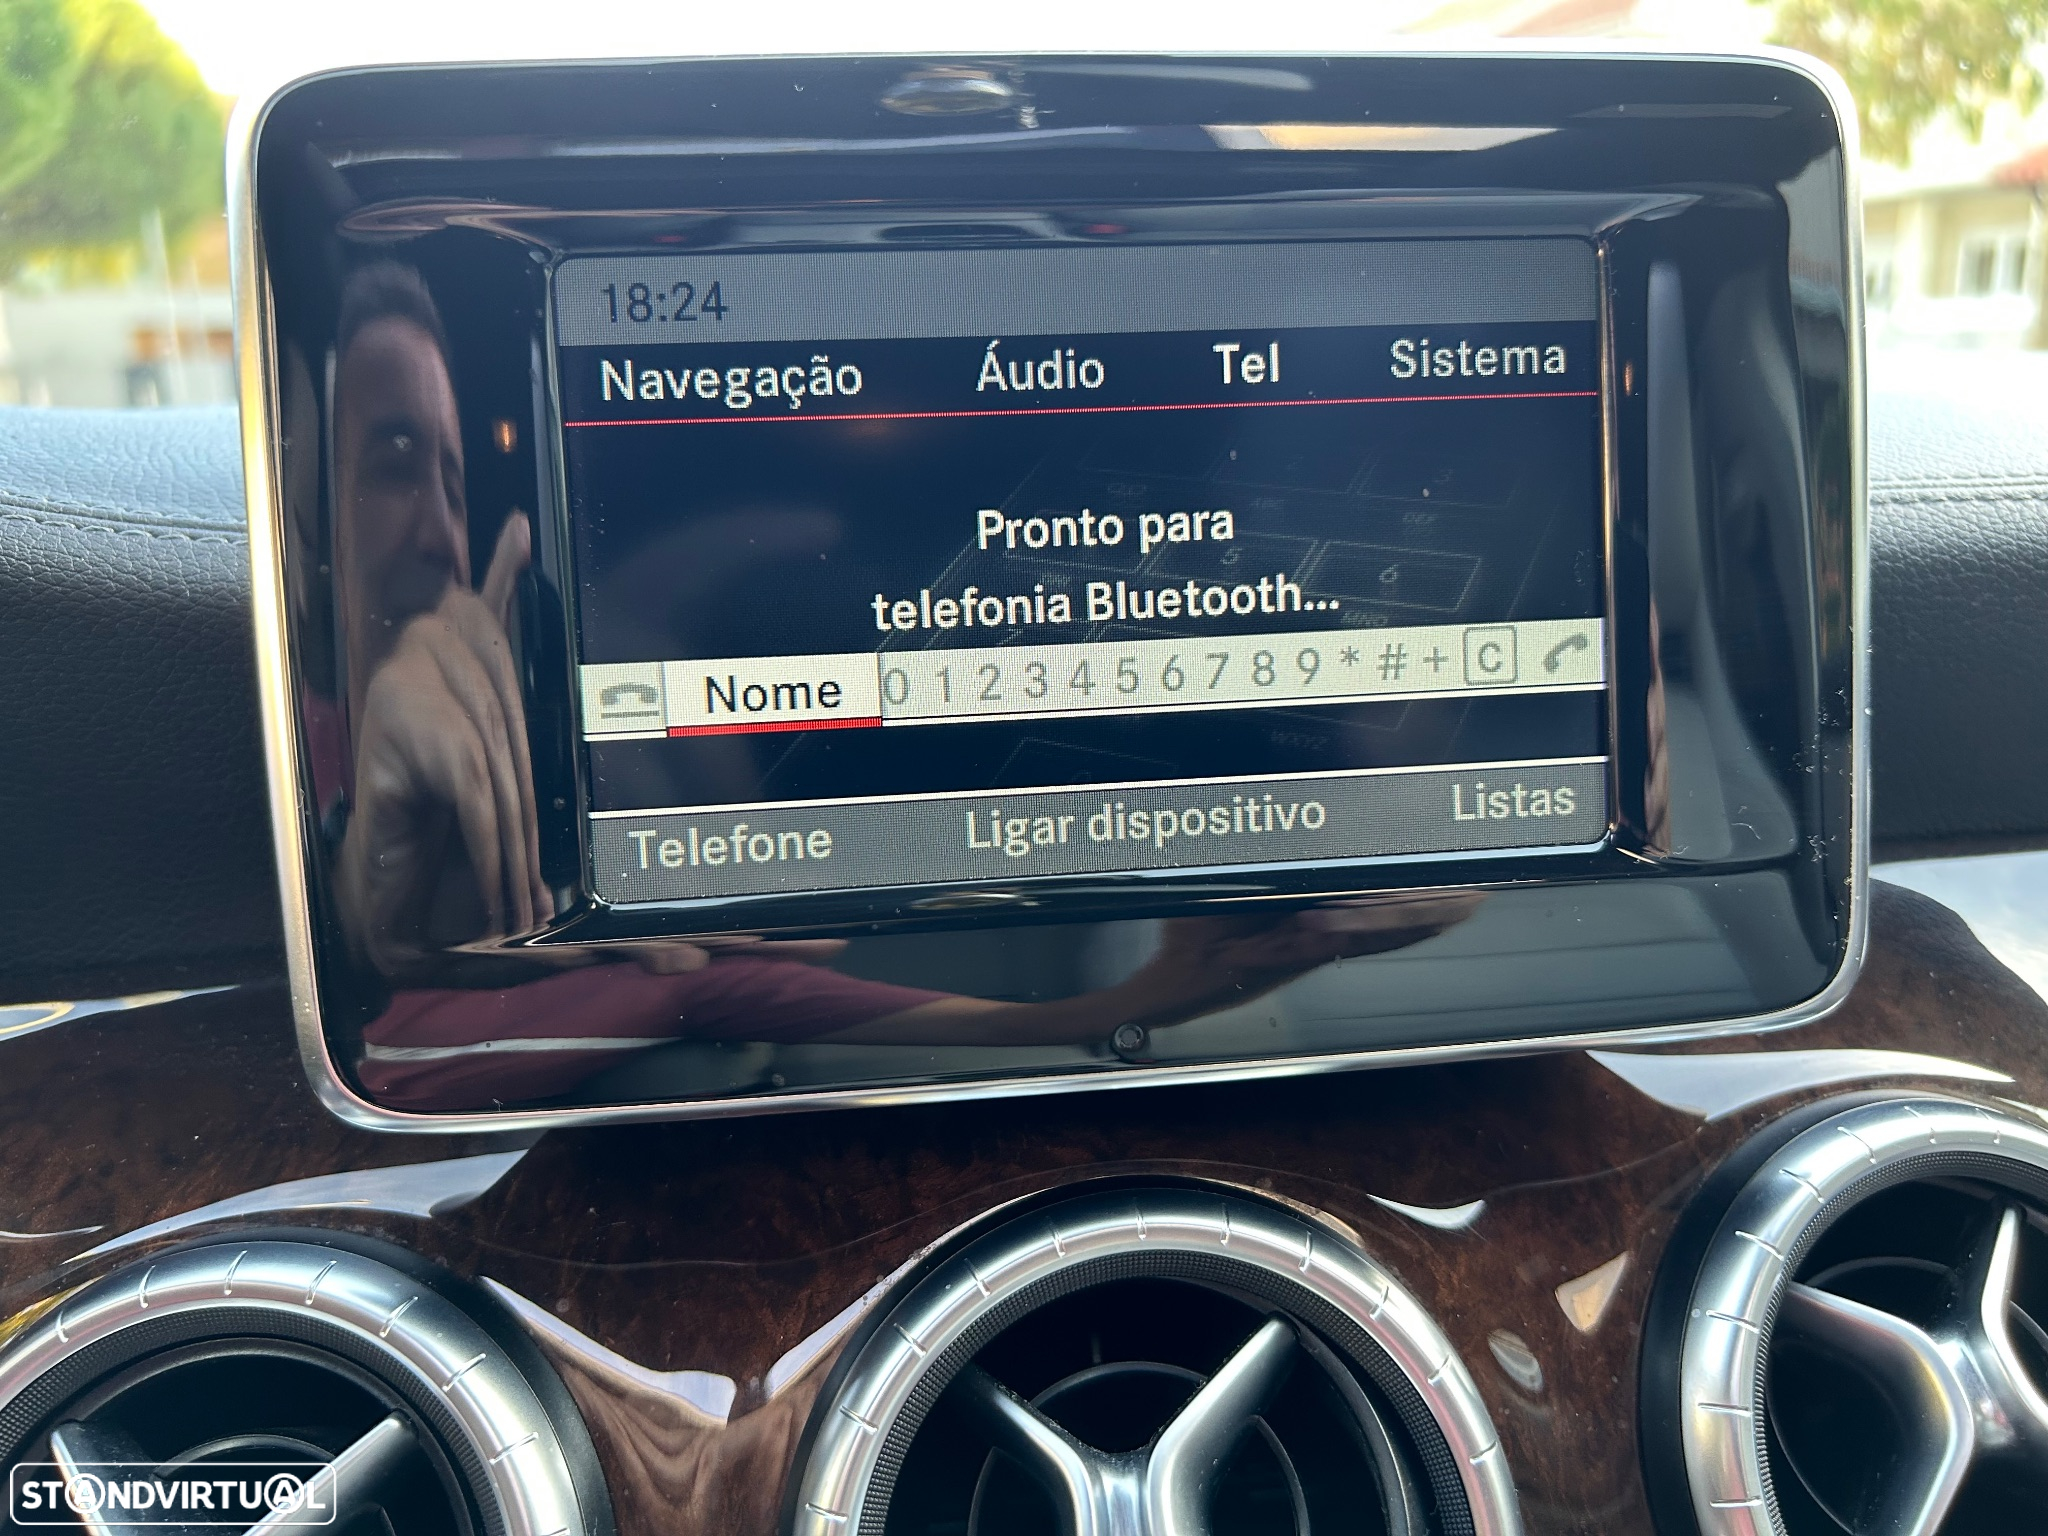 18:24
Navegação Áudio Tel Sistema
Pronto para
telefonia Bluetooth...
Nome 0 1 2 3 4 5 6 7 8 9 * # + C
Telefone Ligar dispositivo Listas
STANDVIRTUAL